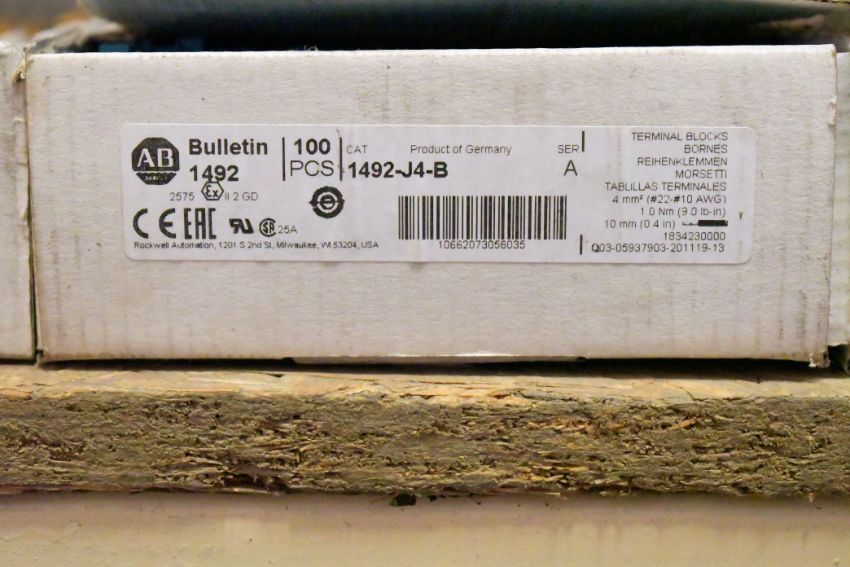 AB
Bulletin
1492
100
PCS
CAT
1492-J4-B
Product of Germany
SER
A
2575 Ex II 2 GD
CE EAC
25A
Rockwell Automation, 1201 S 2nd St, Milwaukee, WI 53204, USA
10662073056035
TERMINAL BLOCKS
BORNES
REIHENKLEMMEN
MORSETTI
TABLILLAS TERMINALES
4 mm² (#22-#10 AWG)
1.0 Nm (9.0 lb-in)
10 mm (0.4 in)
1834230000
Q03-05937903-201119-13